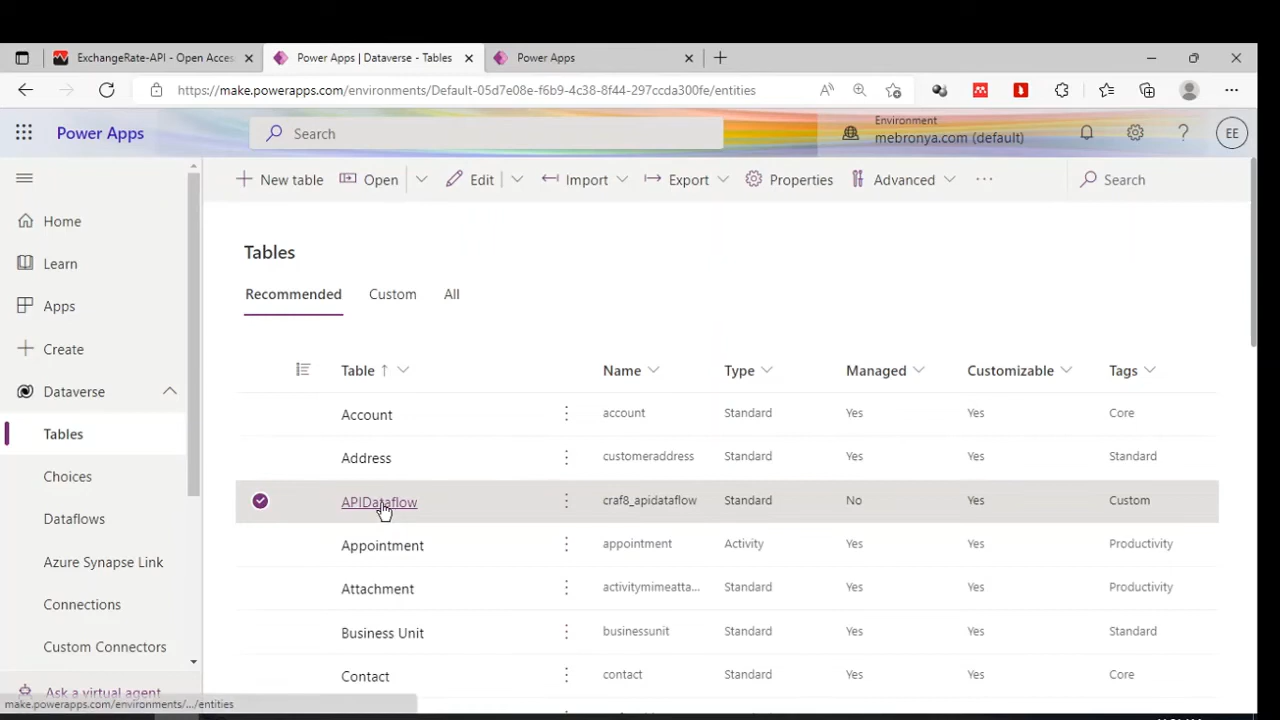 ExchangeRate-API - Open Acces
Power Apps | Dataverse - Tables
Power Apps
https://make.powerapps.com/environments/Default-05d7e08e-f6b9-4c38-8f44-297ccda300fe/entities
Power Apps
Search
Environment
mebronya.com (default)
EE
New table
Open
Edit
Import
Export
Properties
Advanced
Search
Home
Learn
Apps
Create
Dataverse
Tables
Choices
Dataflows
Azure Synapse Link
Connections
Custom Connectors
Ask a virtual agent
make.powerapps.com/environments/.../entities
Tables
Recommended Custom All
Table Name Type Managed Customizable Tags
Account account Standard Yes Yes Core
Address customeraddress Standard Yes Yes Standard
APIDataflow craf8_apidataflow Standard No Yes Custom
Appointment appointment Activity Yes Yes Productivity
Attachment activitymimeatta... Standard Yes Yes Productivity
Business Unit businessunit Standard Yes Yes Standard
Contact contact Standard Yes Yes Core